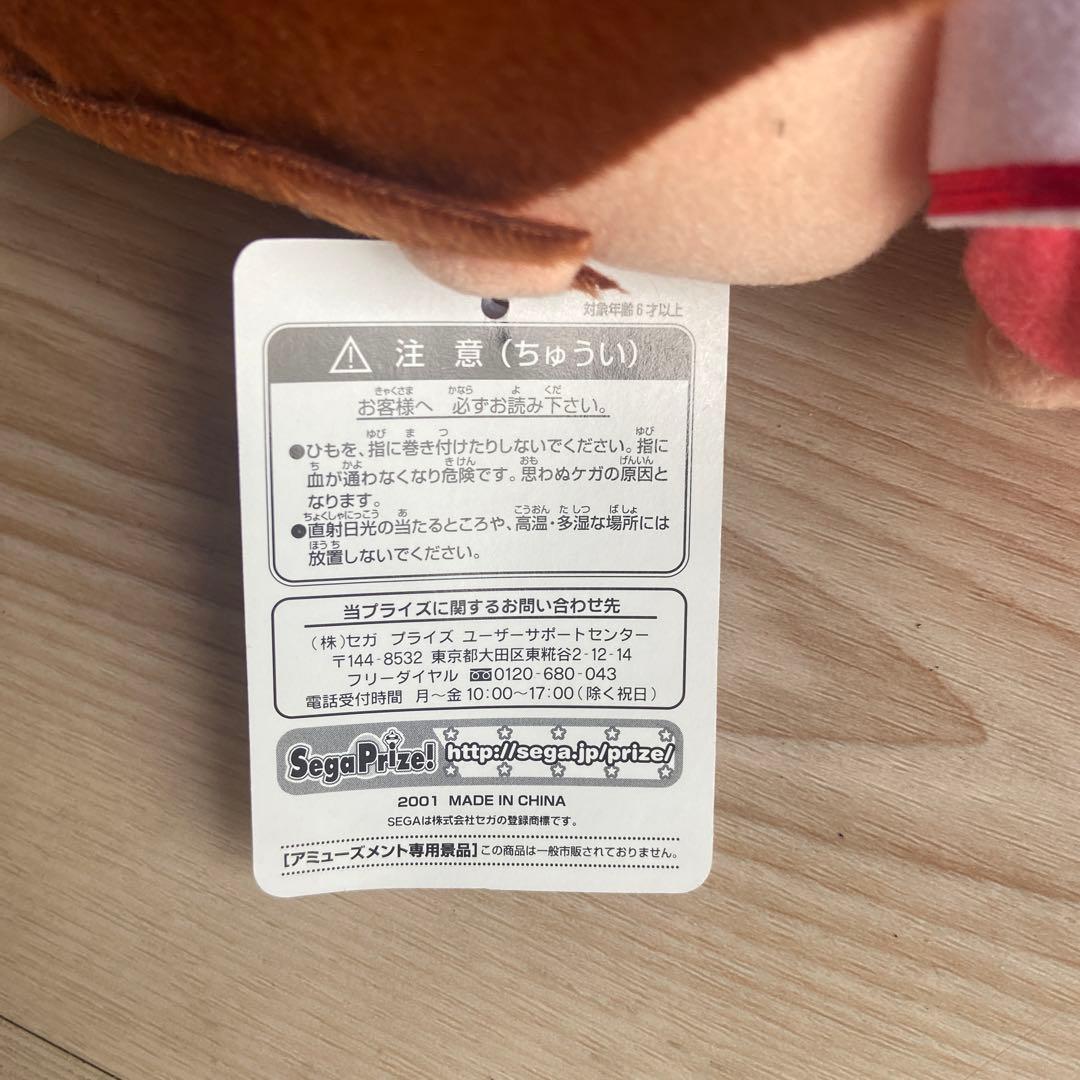 対象年齢6才以上
注意(ちゅうい)
お客様へ 必ずお読み下さい。
●ひもを、指に巻き付けたりしないでください。指に
血が通わなくなり危険です。思わぬケガの原因と
なります。
●直射日光の当たるところや、高温・多湿な場所には
放置しないでください。
当プライズに関するお問い合わせ先
(株)セガ プライズ ユーザーサポートセンター
〒144-8532 東京都大田区東糀谷2-12-14
フリーダイヤル 0120-680-043
電話受付時間 月〜金 10:00〜17:00(除く祝日)
SegaPrize! http://sega.jp/prize/
2001 MADE IN CHINA
SEGAは株式会社セガの登録商標です。
[アミューズメント専用景品]この商品は一般市販されておりません。